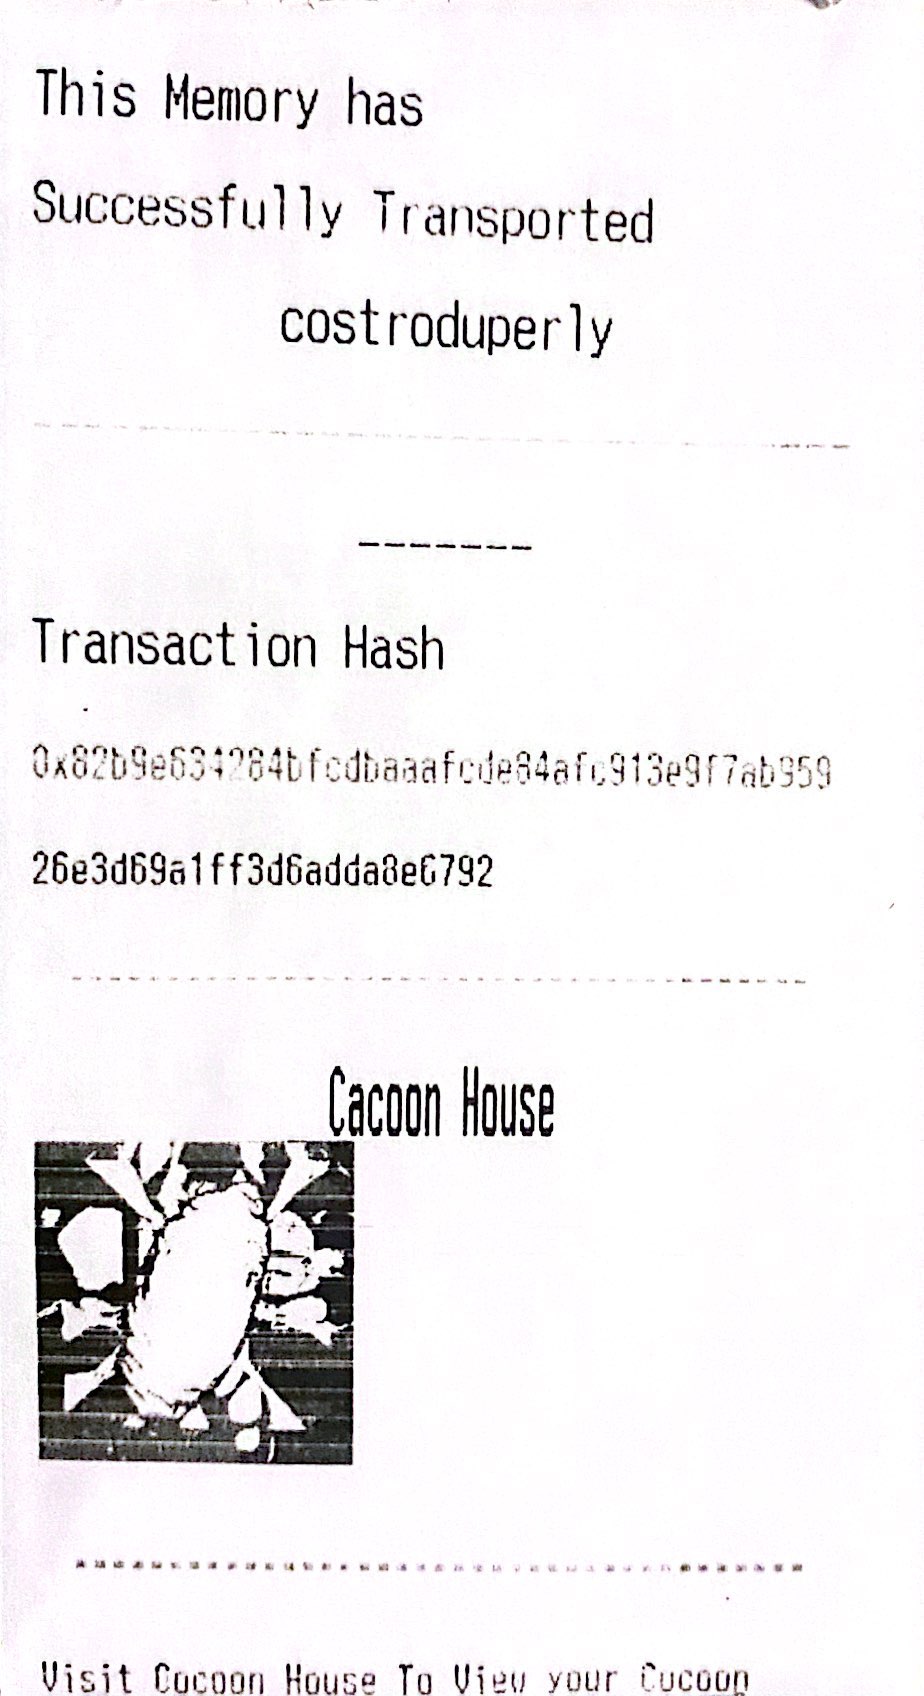 This Memory has
Successfully Transported
costroduperly
-------
Transaction Hash
0x82b9e634284bfcdbaaafcde84afc913e9f7ab959
26e3d69a1ff3d6adda8e6792
Cacoon House
Visit Cocoon House To View your Cocoon